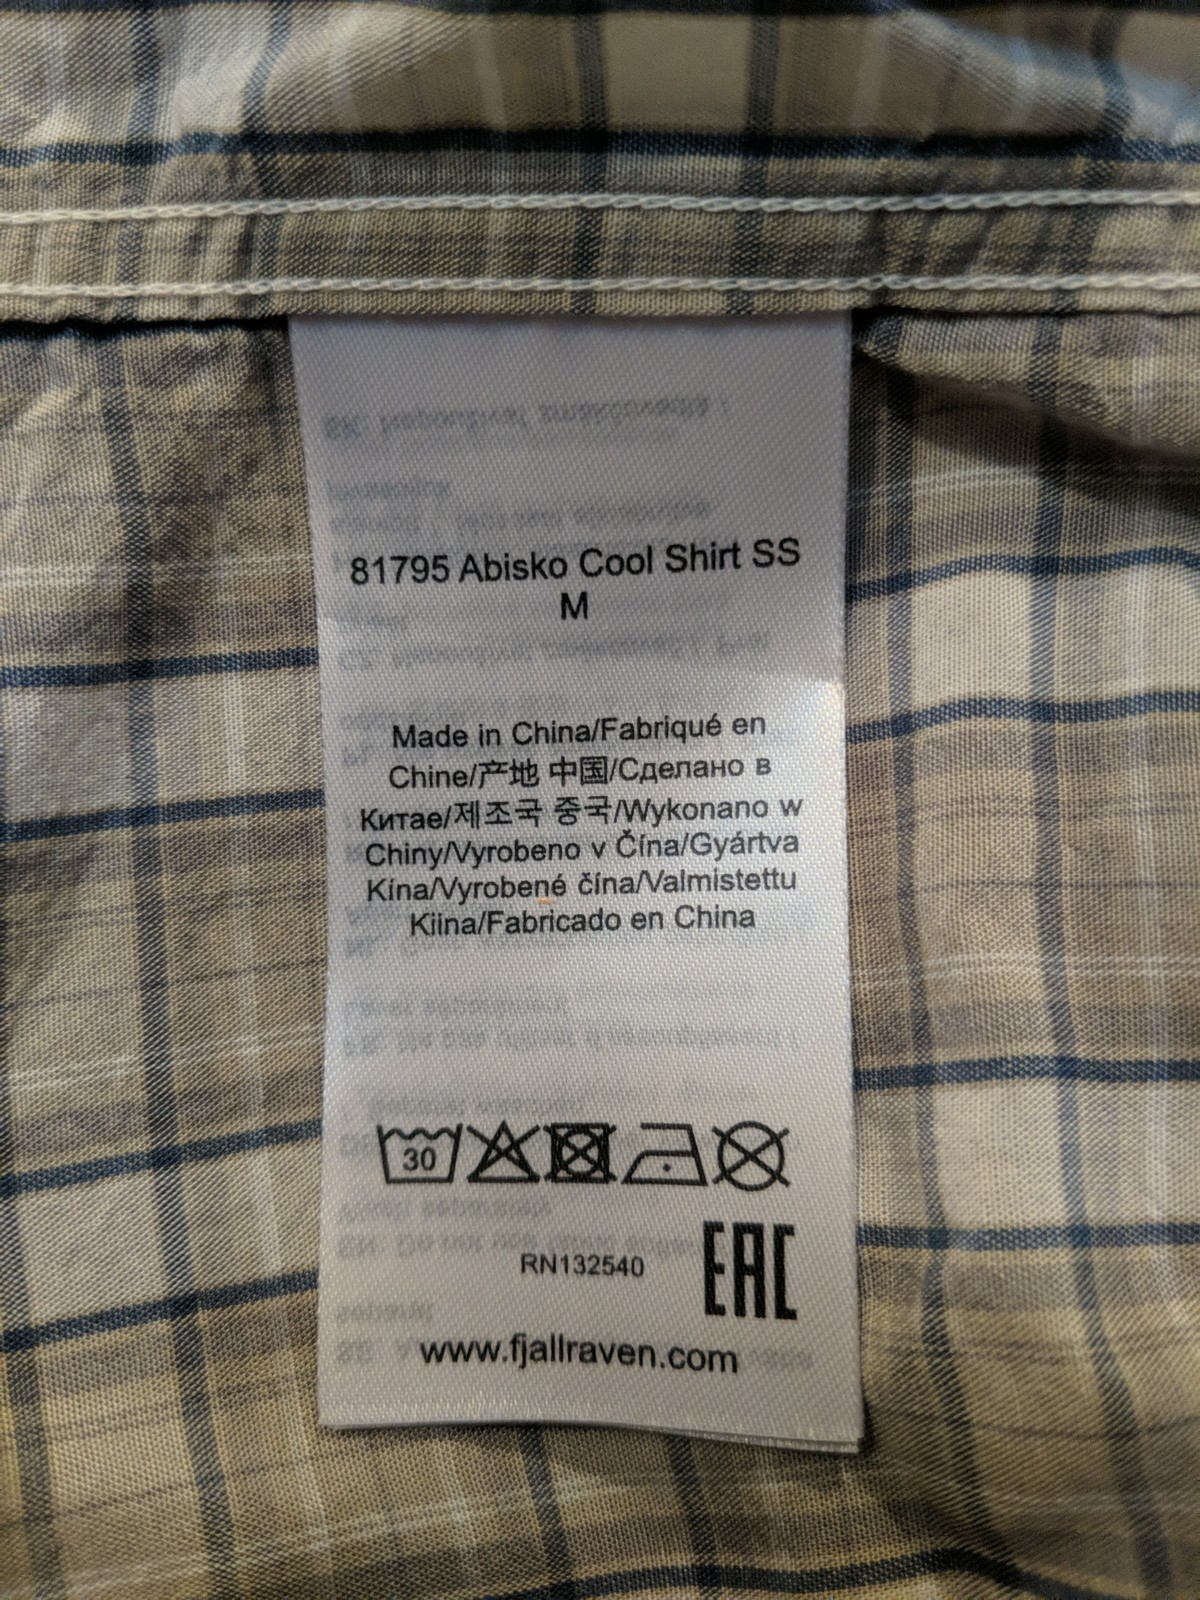 81795 Abisko Cool Shirt SS
M
Made in China/Fabriqué en
Chine/产地 中国/Сделано в
Китае/제조국 중국/Wykonano w
Chiny/Vyrobeno v Čína/Gyártva
Kína/Vyrobené čína/Valmistettu
Kiina/Fabricado en China
30
RN132540
EAC
www.fjallraven.com